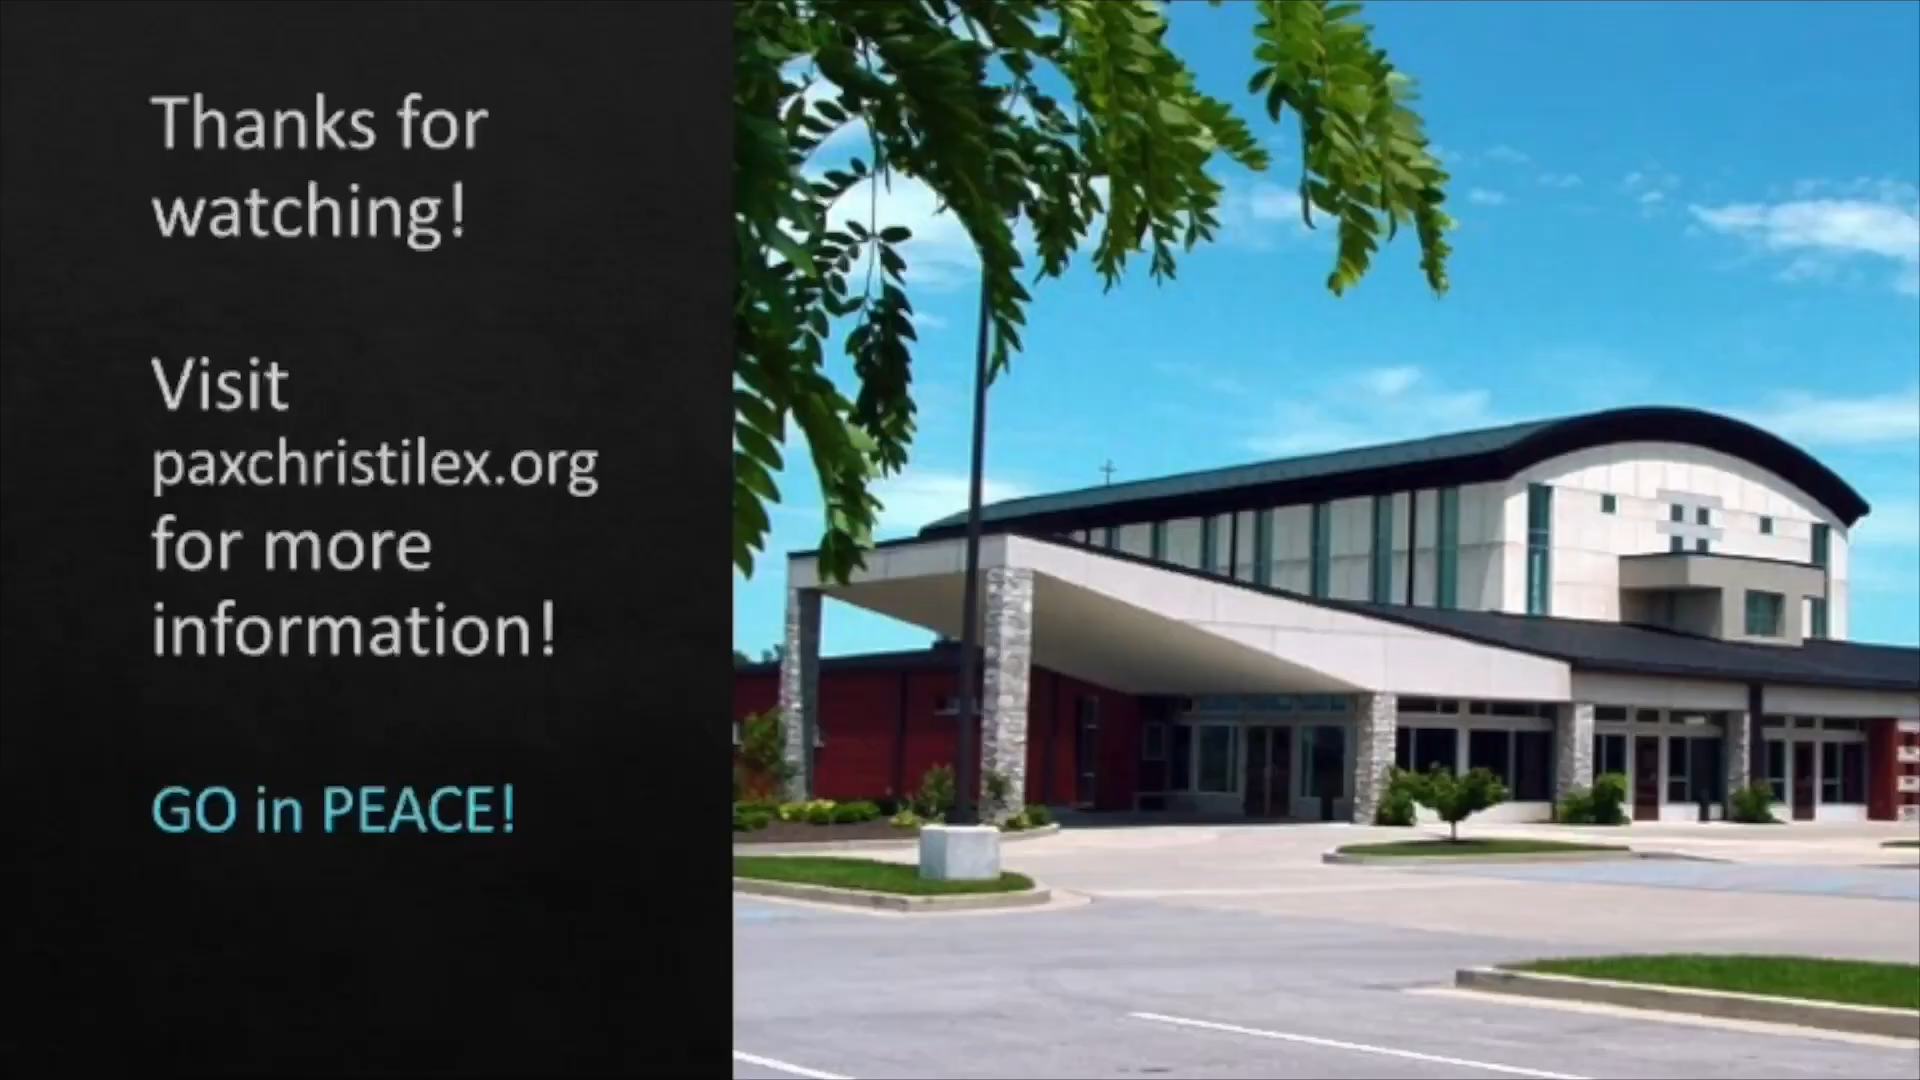 Thanks for
watching!
Visit
paxchristilex.org
for more
information!
GO in PEACE!